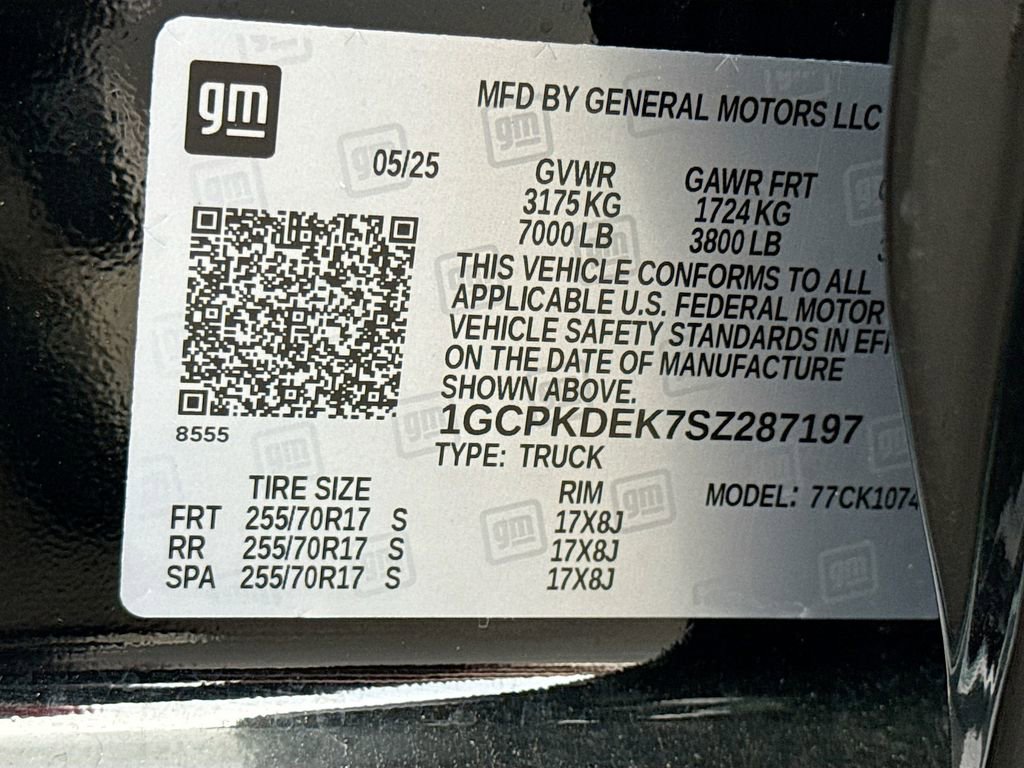 gm
MFD BY GENERAL MOTORS LLC
05/25
GVWR GAWR FRT
3175 KG 1724 KG
7000 LB 3800 LB
THIS VEHICLE CONFORMS TO ALL
APPLICABLE U.S. FEDERAL MOTOR
VEHICLE SAFETY STANDARDS IN
ON THE DATE OF MANUFACTURE
SHOWN ABOVE.
1GCPKDEK7SZ287197
8555
TYPE: TRUCK
TIRE SIZE RIM MODEL: 77CK1074
FRT 255/70R17 S 17X8J
RR 255/70R17 S 17X8J
SPA 255/70R17 S 17X8J